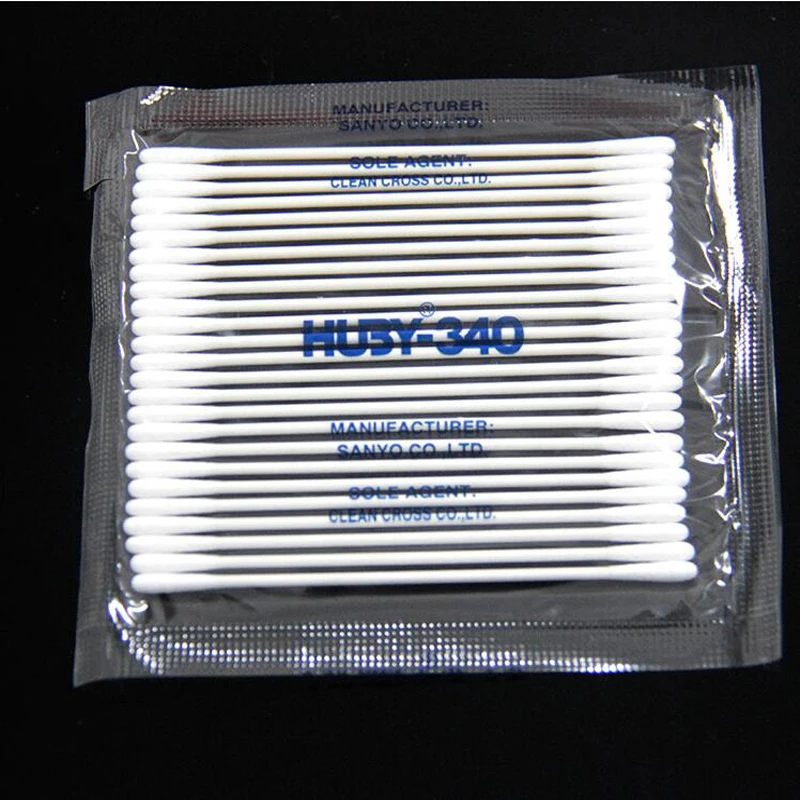 MANUFACTURER:
SANYO CO.,LTD.
SOLE AGENT:
CLEAN CROSS CO.,LTD.
HUBY-340®
MANUFACTURER:
SANYO CO.,LTD.
SOLE AGENT:
CLEAN CROSS CO.,LTD.